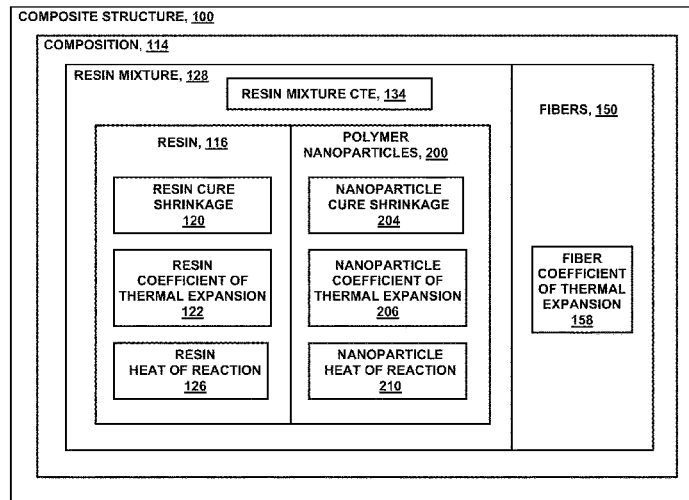 COMPOSITE STRUCTURE, 100
COMPOSITION, 114
RESIN MIXTURE, 128
RESIN MIXTURE CTE, 134
RESIN, 116
RESIN CURE
SHRINKAGE
120
RESIN
COEFFICIENT OF
THERMAL EXPANSION
122
RESIN
HEAT OF REACTION
126
POLYMER
NANOPARTICLES, 200
NANOPARTICLE
CURE SHRINKAGE
204
NANOPARTICLE
COEFFICIENT OF
THERMAL EXPANSION
206
NANOPARTICLE
HEAT OF REACTION
210
FIBERS, 150
FIBER
COEFFICIENT
OF THERMAL
EXPANSION
158